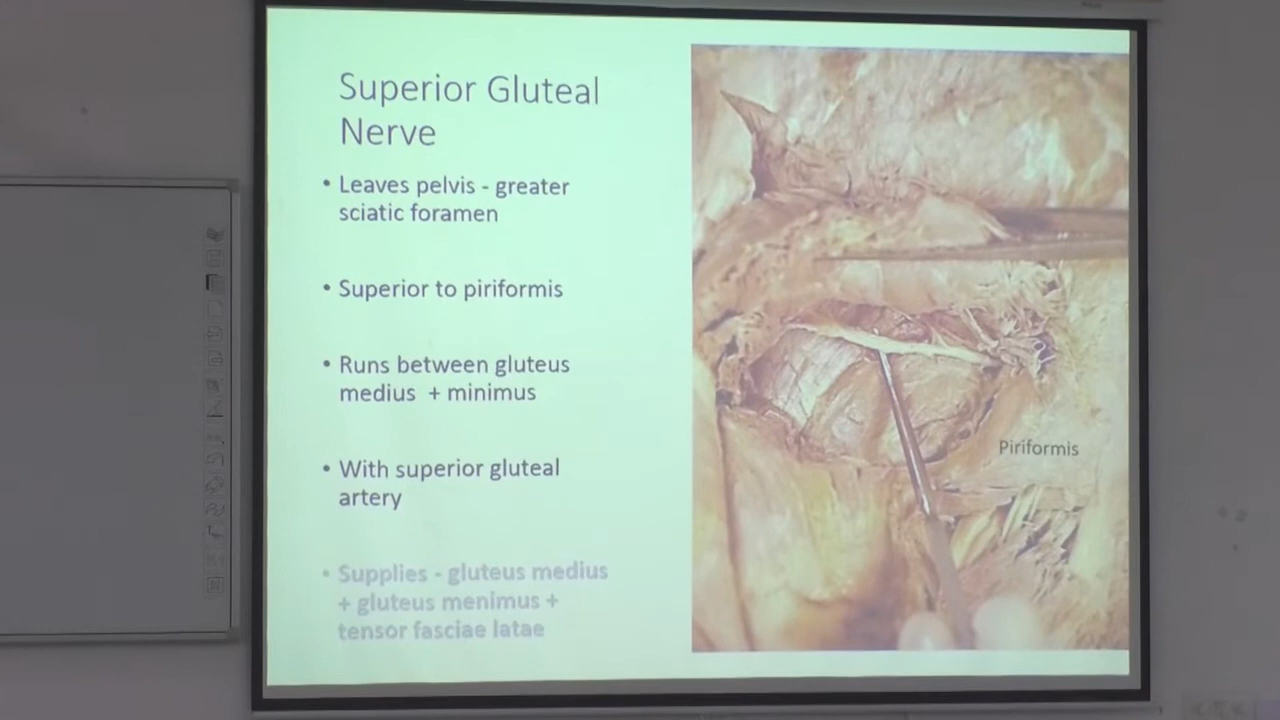 Superior Gluteal
Nerve
• Leaves pelvis - greater
sciatic foramen
• Superior to piriformis
• Runs between gluteus
medius + minimus
• With superior gluteal
artery
• Supplies - gluteus medius
+ gluteus menimus +
tensor fasciae latae
Piriformis